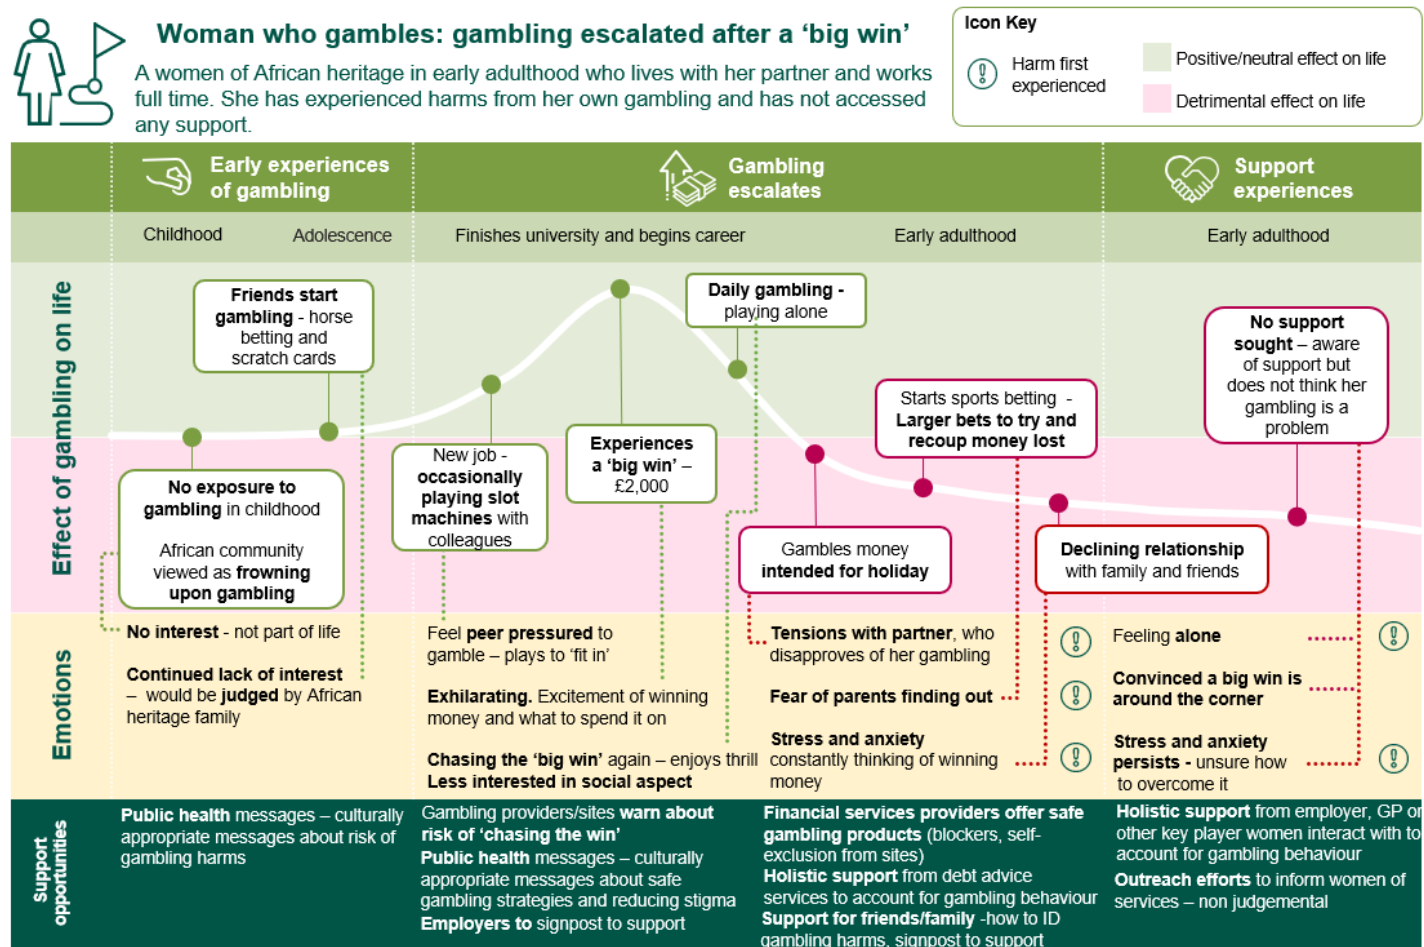 Woman who gambles: gambling escalated after a ‘big win’
A women of African heritage in early adulthood who lives with her partner and works
full time. She has experienced harms from her own gambling and has not accessed
any support.
Icon Key
Harm first
experienced
Positive/neutral effect on life
Detrimental effect on life
Early experiences
of gambling
Gambling
escalates
Support
experiences
Childhood
Adolescence
Finishes university and begins career
Early adulthood
Early adulthood
Effect of gambling on life
Friends start
gambling - horse
betting and
scratch cards
No exposure to
gambling in childhood
African community
viewed as frowning
upon gambling
New job -
occasionally
playing slot
machines with
colleagues
Experiences
a ‘big win’ –
£2,000
Daily gambling -
playing alone
Gambles money
intended for holiday
Starts sports betting -
Larger bets to try and
recoup money lost
Declining relationship
with family and friends
No support
sought – aware
of support but
does not think her
gambling is a
problem
Emotions
No interest - not part of life
Continued lack of interest
– would be judged by African
heritage family
Feel peer pressured to
gamble – plays to ‘fit in’
Exhilarating. Excitement of winning
money and what to spend it on
Chasing the ‘big win’ again – enjoys thrill
Less interested in social aspect
Tensions with partner, who
disapproves of her gambling
Fear of parents finding out
Stress and anxiety
constantly thinking of winning
money
Feeling alone
Convinced a big win is
around the corner
Stress and anxiety
persists - unsure how
to overcome it
Support
opportunities
Public health messages – culturally
appropriate messages about risk of
gambling harms
Gambling providers/sites warn about
risk of ‘chasing the win’
Public health messages – culturally
appropriate messages about safe
gambling strategies and reducing stigma
Employers to signpost to support
Financial services providers offer safe
gambling products (blockers, self-
exclusion from sites)
Holistic support from debt advice
services to account for gambling behaviour
Support for friends/family -how to ID
gambling harms, signpost to support
Holistic support from employer, GP or
other key player women interact with to
account for gambling behaviour
Outreach efforts to inform women of
services – non judgemental